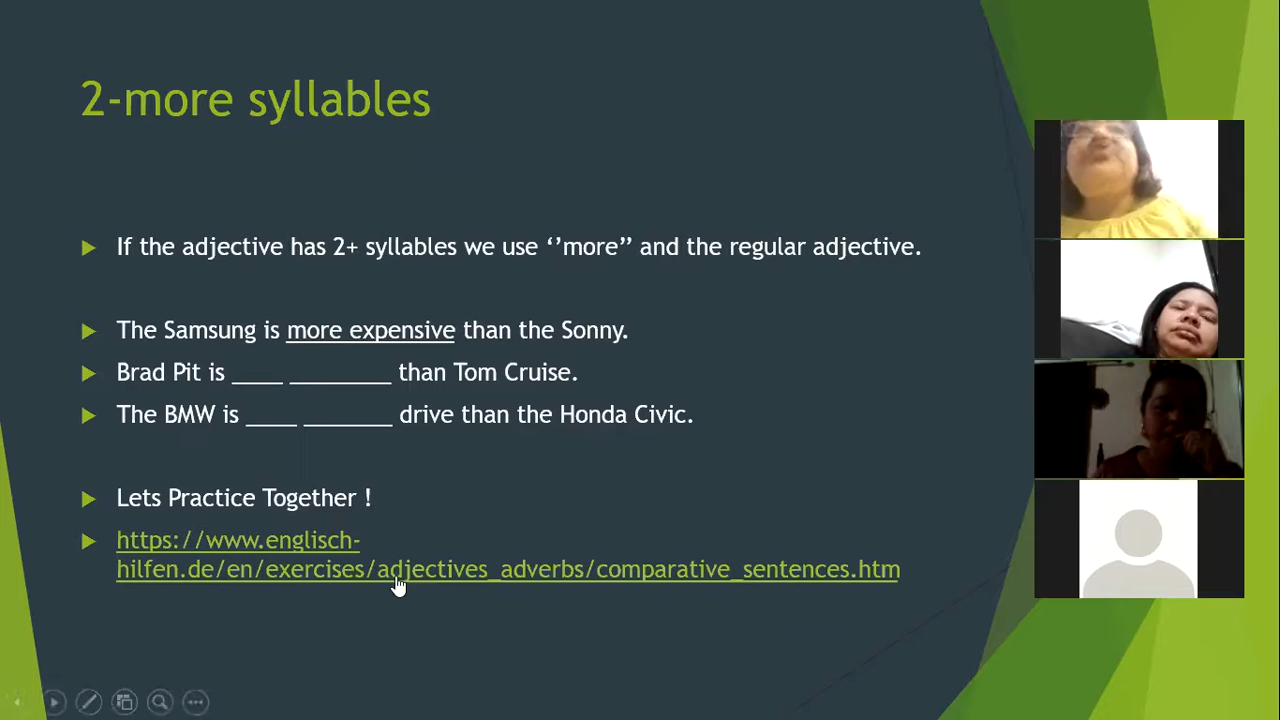 2-more syllables
If the adjective has 2+ syllables we use ‘’more’’ and the regular adjective.
The Samsung is more expensive than the Sonny.
Brad Pit is ____ ________ than Tom Cruise.
The BMW is ____ _______ drive than the Honda Civic.
Lets Practice Together !
https://www.englisch-
hilfen.de/en/exercises/adjectives_adverbs/comparative_sentences.htm